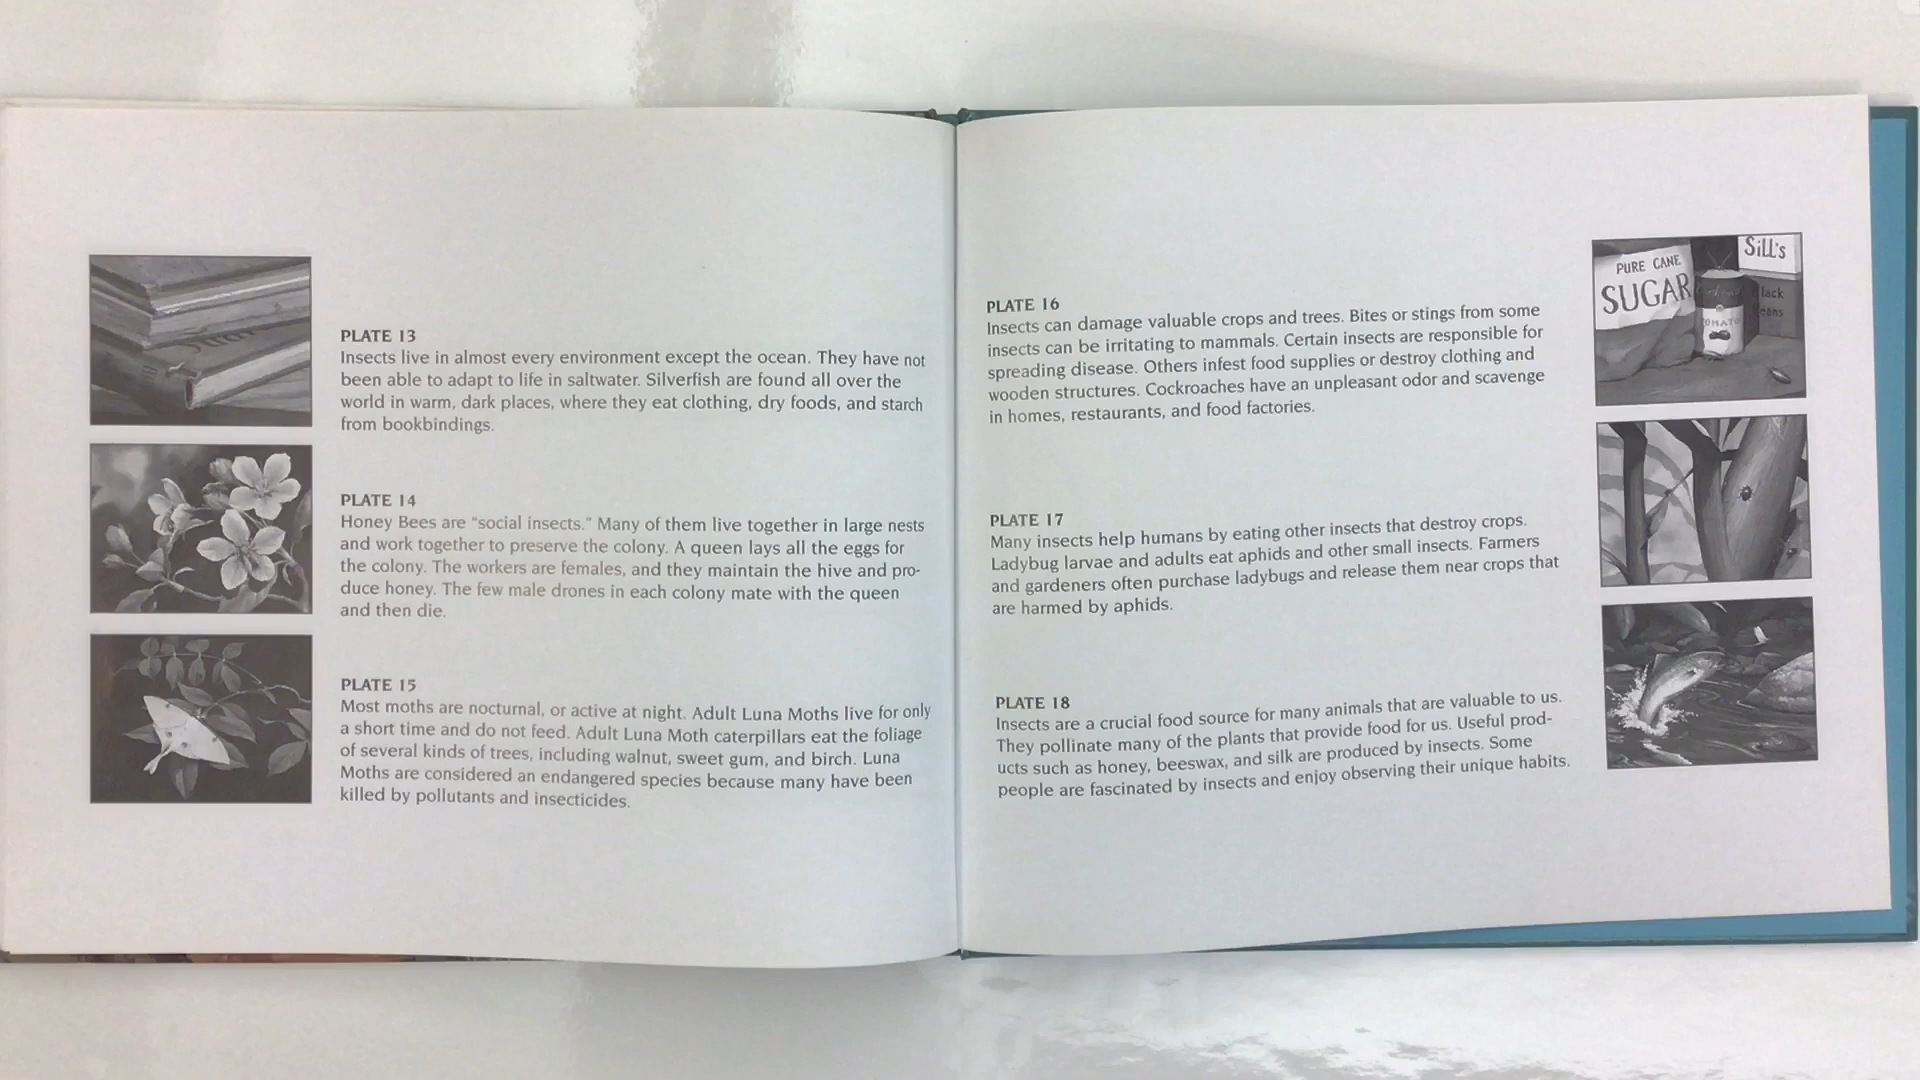 PLATE 13
Insects live in almost every environment except the ocean. They have not
been able to adapt to life in saltwater. Silverfish are found all over the
world in warm, dark places, where they eat clothing, dry foods, and starch
from bookbindings.
PLATE 14
Honey Bees are “social insects.” Many of them live together in large nests
and work together to preserve the colony. A queen lays all the eggs for
the colony. The workers are females, and they maintain the hive and pro-
duce honey. The few male drones in each colony mate with the queen
and then die.
PLATE 15
Most moths are nocturnal, or active at night. Adult Luna Moths live for only
a short time and do not feed. Adult Luna Moth caterpillars eat the foliage
of several kinds of trees, including walnut, sweet gum, and birch. Luna
Moths are considered an endangered species because many have been
killed by pollutants and insecticides.
PLATE 16
Insects can damage valuable crops and trees. Bites or stings from some
insects can be irritating to mammals. Certain insects are responsible for
spreading disease. Others infest food supplies or destroy clothing and
wooden structures. Cockroaches have an unpleasant odor and scavenge
in homes, restaurants, and food factories.
PLATE 17
Many insects help humans by eating other insects that destroy crops.
Ladybug larvae and adults eat aphids and other small insects. Farmers
and gardeners often purchase ladybugs and release them near crops that
are harmed by aphids.
PLATE 18
Insects are a crucial food source for many animals that are valuable to us.
They pollinate many of the plants that provide food for us. Useful prod-
ucts such as honey, beeswax, and silk are produced by insects. Some
people are fascinated by insects and enjoy observing their unique habits.
SiLL's
PURE CANE
SUGAR
lack
eans